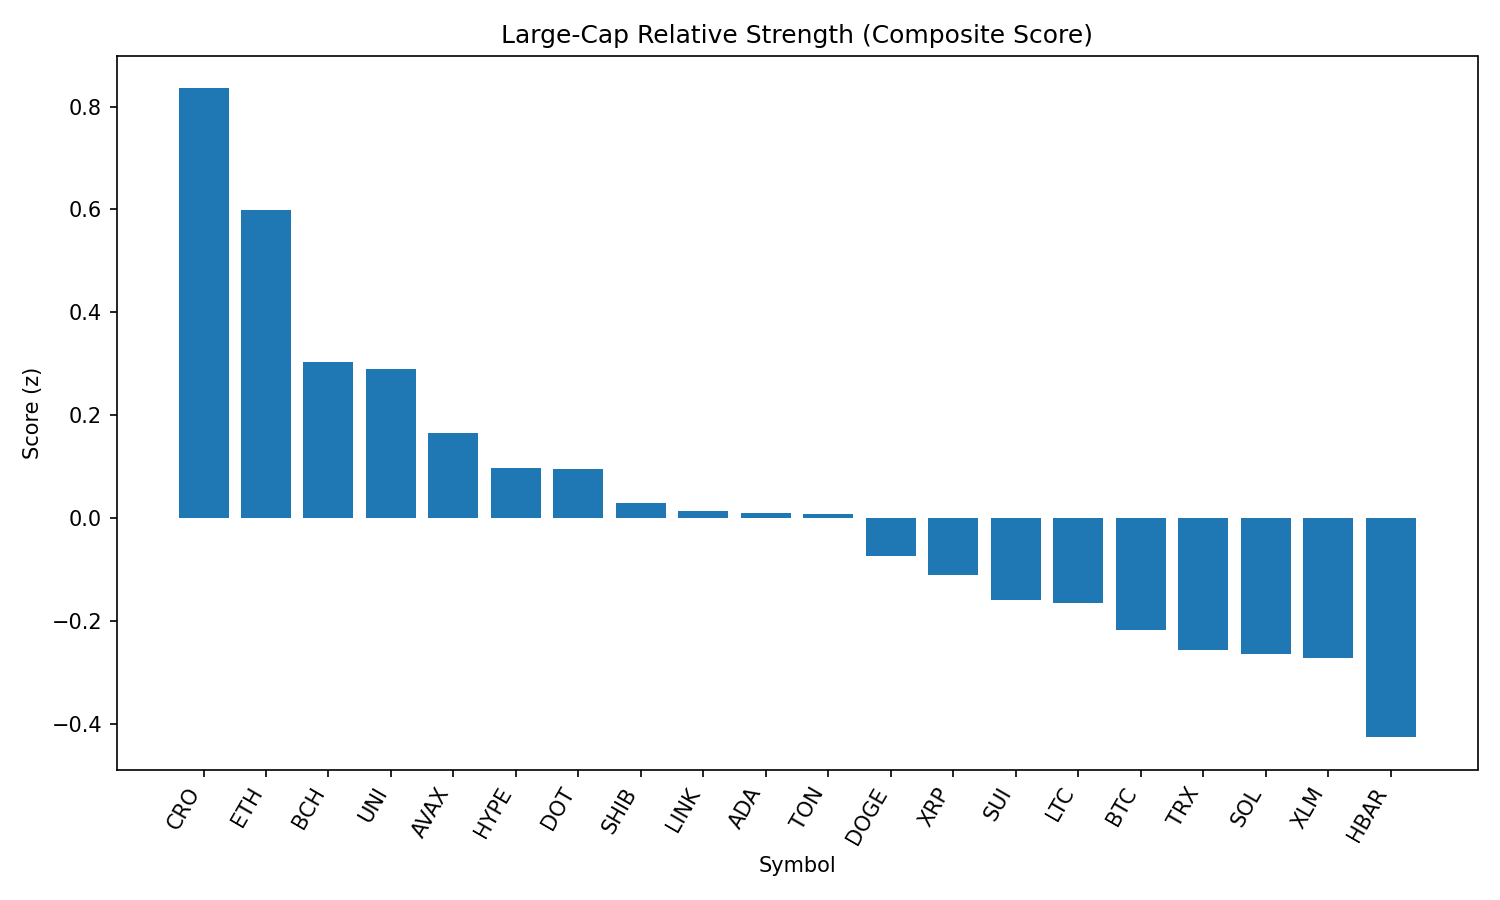 Large-Cap Relative Strength (Composite Score)
Score (z)
0.8
0.6
0.4
0.2
0.0
−0.2
−0.4
CRO
ETH
BCH
UNI
AVAX
HYPE
DOT
SHIB
LINK
ADA
TON
DOGE
XRP
SUI
LTC
BTC
TRX
SOL
XLM
HBAR
Symbol